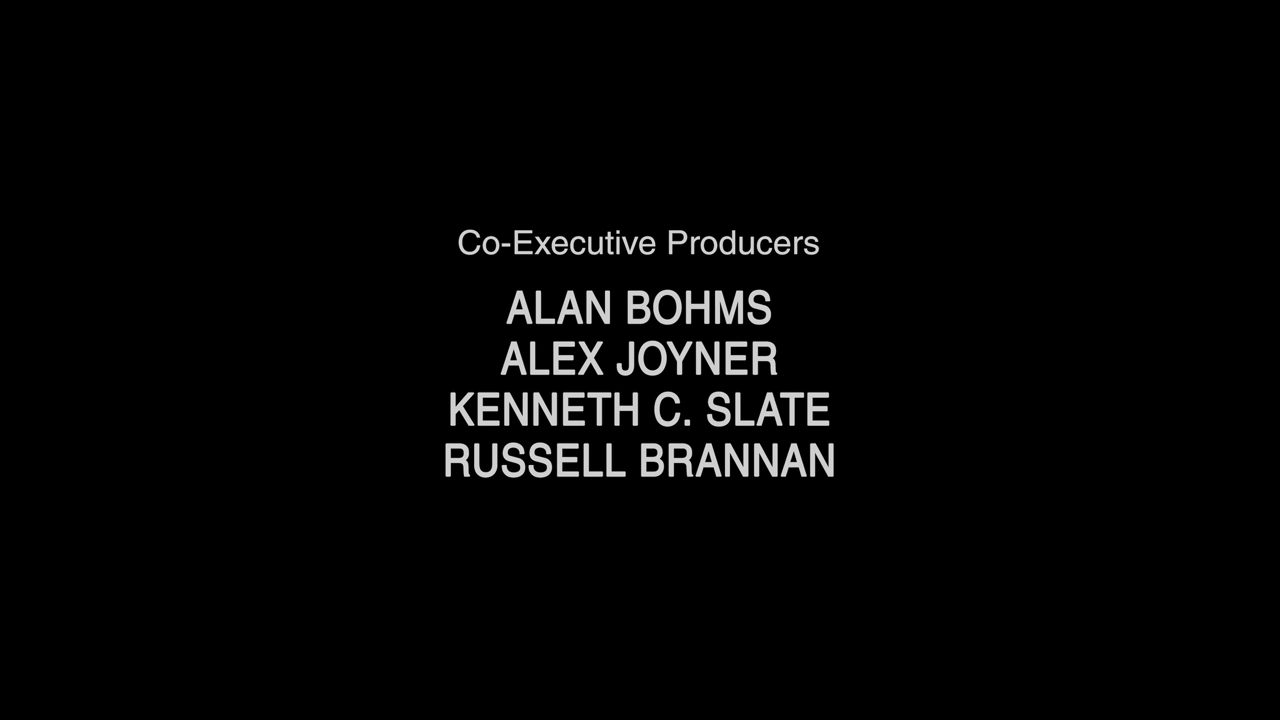 Co-Executive Producers
ALAN BOHMS
ALEX JOYNER
KENNETH C. SLATE
RUSSELL BRANNAN